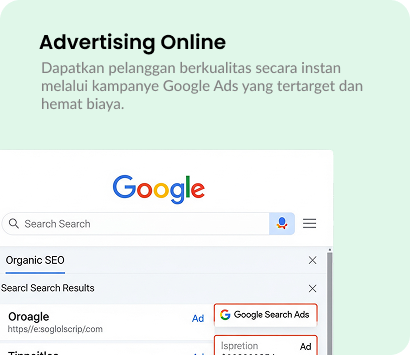 Advertising Online
Dapatkan pelanggan berkualitas secara instan
melalui kampanye Google Ads yang tertarget dan
hemat biaya.
Google
Search Search
Organic SEO
Searcl Search Results
Oroagle
Ad
Google Search Ads
https//e:soglolscrip/com
Ispretion
Ad